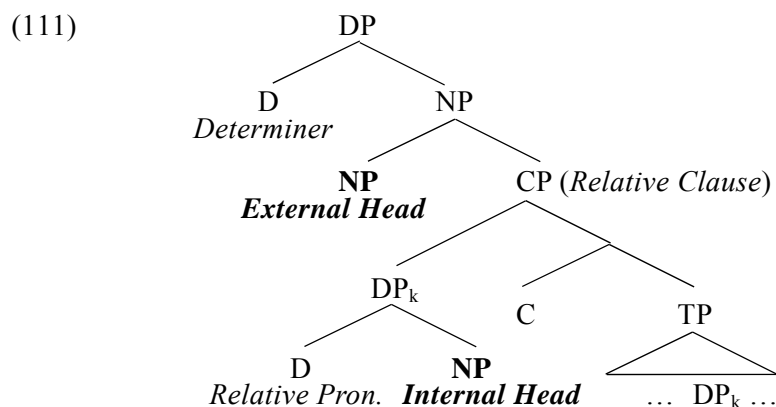 (111) DP
D NP
Determiner
NP CP (Relative Clause)
External Head
DPk
C TP
D NP
Relative Pron. Internal Head … DPk …